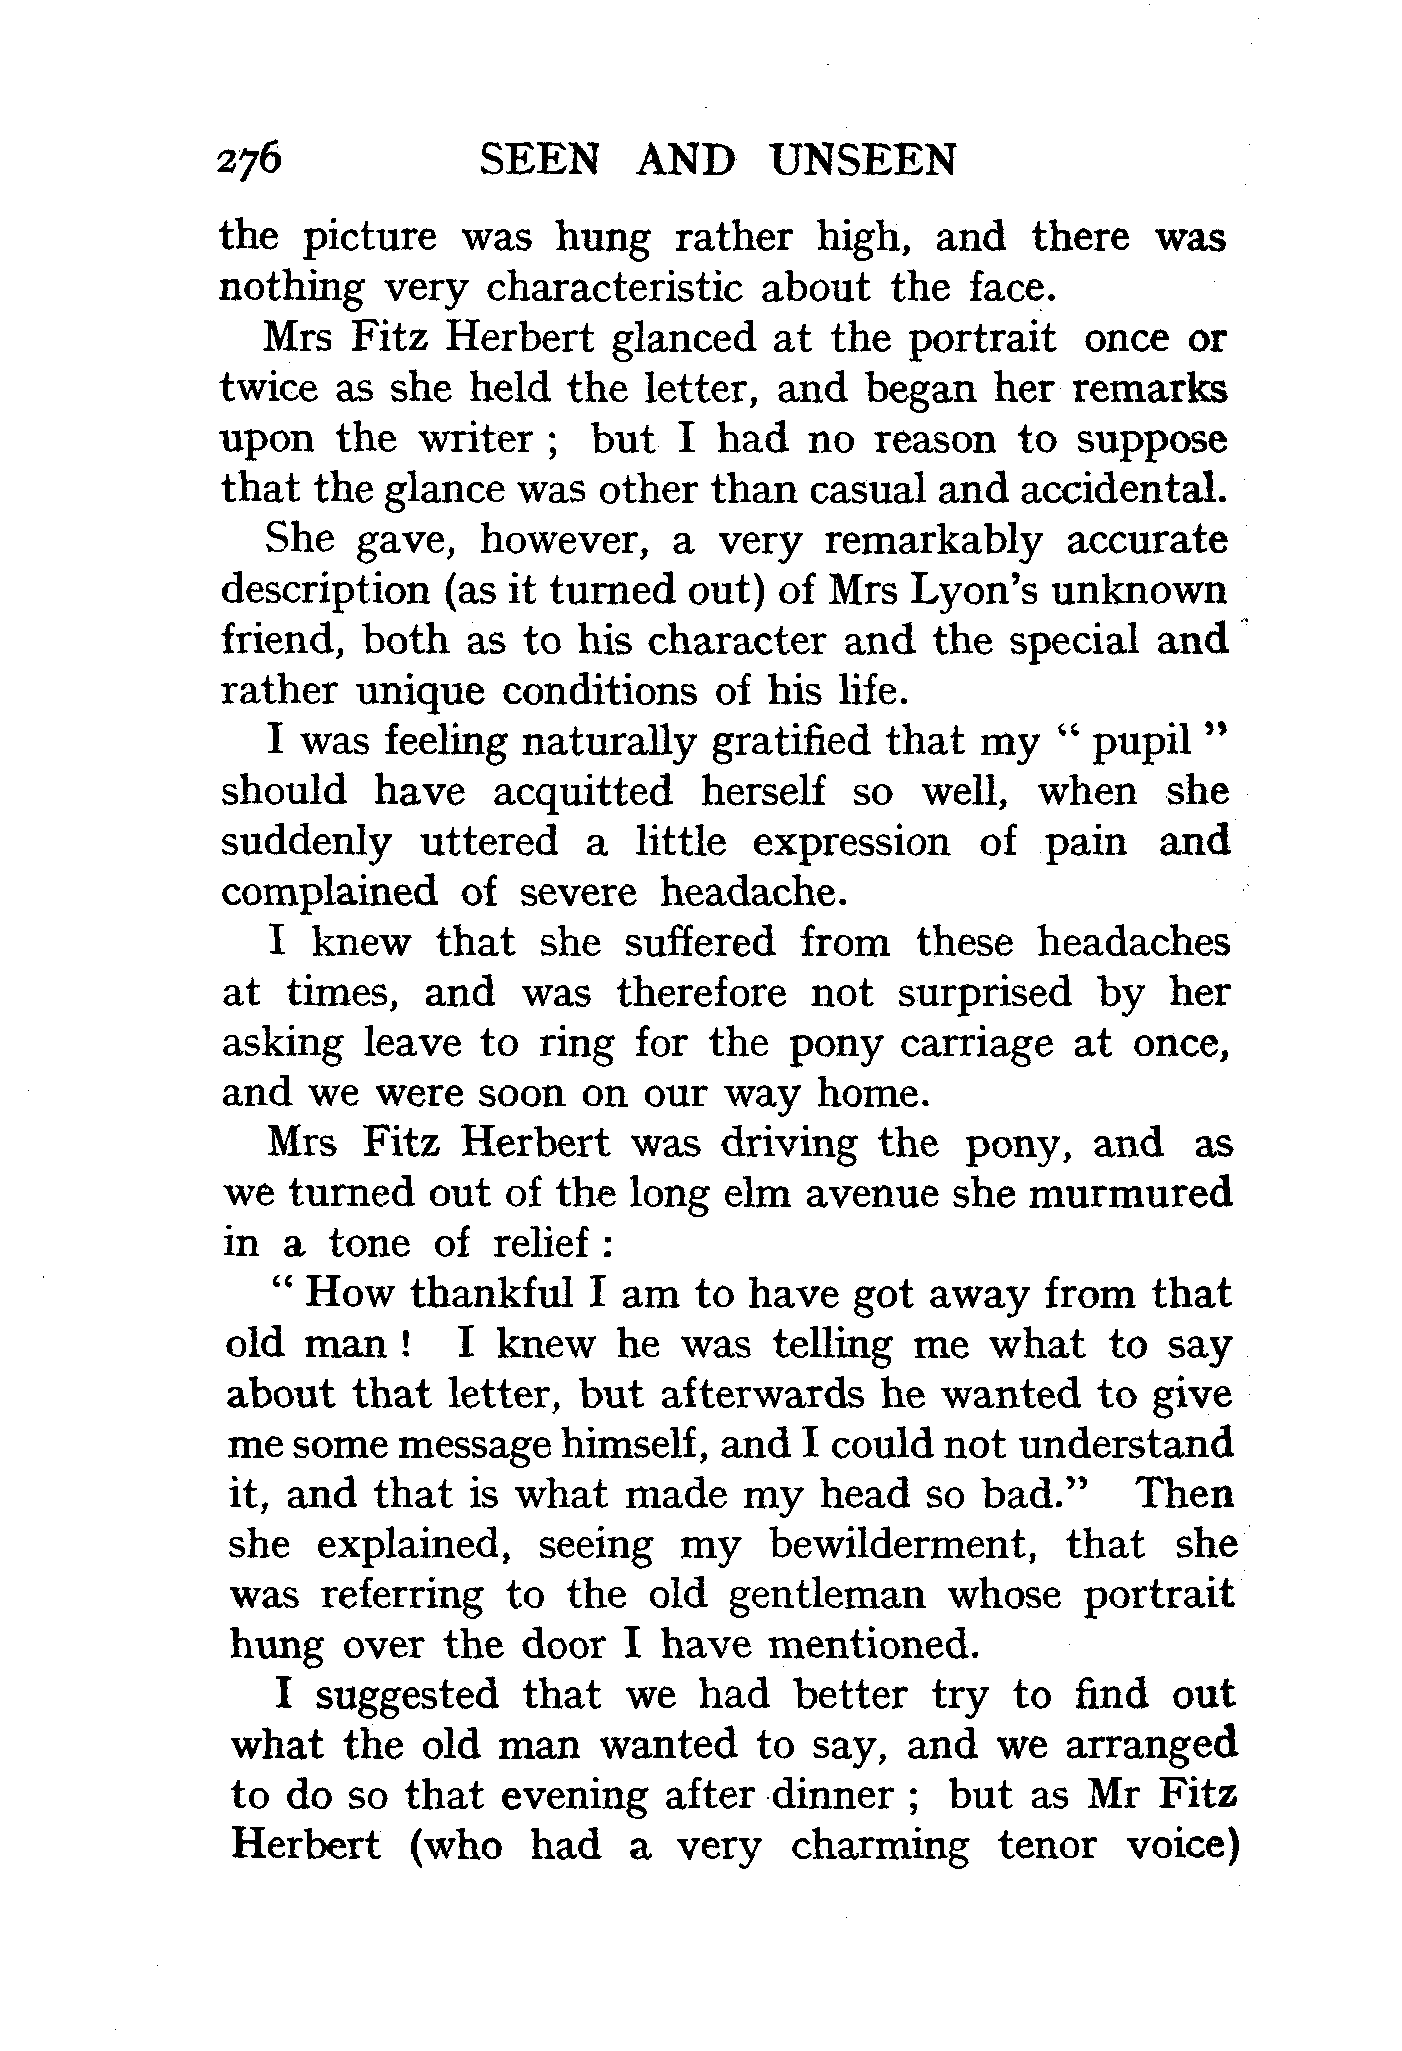 276 SEEN AND UNSEEN
the picture was hung rather high, and there was
nothing very characteristic about the face.
Mrs Fitz Herbert glanced at the portrait once or
twice as she held the letter, and began her remarks
upon the writer ; but I had no reason to suppose
that the glance was other than casual and accidental.
She gave, however, a very remarkably accurate
description (as it turned out) of Mrs Lyon's unknown
friend, both as to his character and the special and
rather unique conditions of his life.
I was feeling naturally gratified that my " pupil "
should have acquitted herself so well, when she
suddenly uttered a little expression of pain and
complained of severe headache.
I knew that she suffered from these headaches
at times, and was therefore not surprised by her
asking leave to ring for the pony carriage at once,
and we were soon on our way home.
Mrs Fitz Herbert was driving the pony, and as
we turned out of the long elm avenue she murmured
in a tone of relief :
" How thankful I am to have got away from that
old man ! I knew he was telling me what to say
about that letter, but afterwards he wanted to give
me some message himself, and I could not understand
it, and that is what made my head so bad." Then
she explained, seeing my bewilderment, that she
was referring to the old gentleman whose portrait
hung over the door I have mentioned.
I suggested that we had better try to find out
what the old man wanted to say, and we arranged
to do so that evening after dinner ; but as Mr Fitz
Herbert (who had a very charming tenor voice)